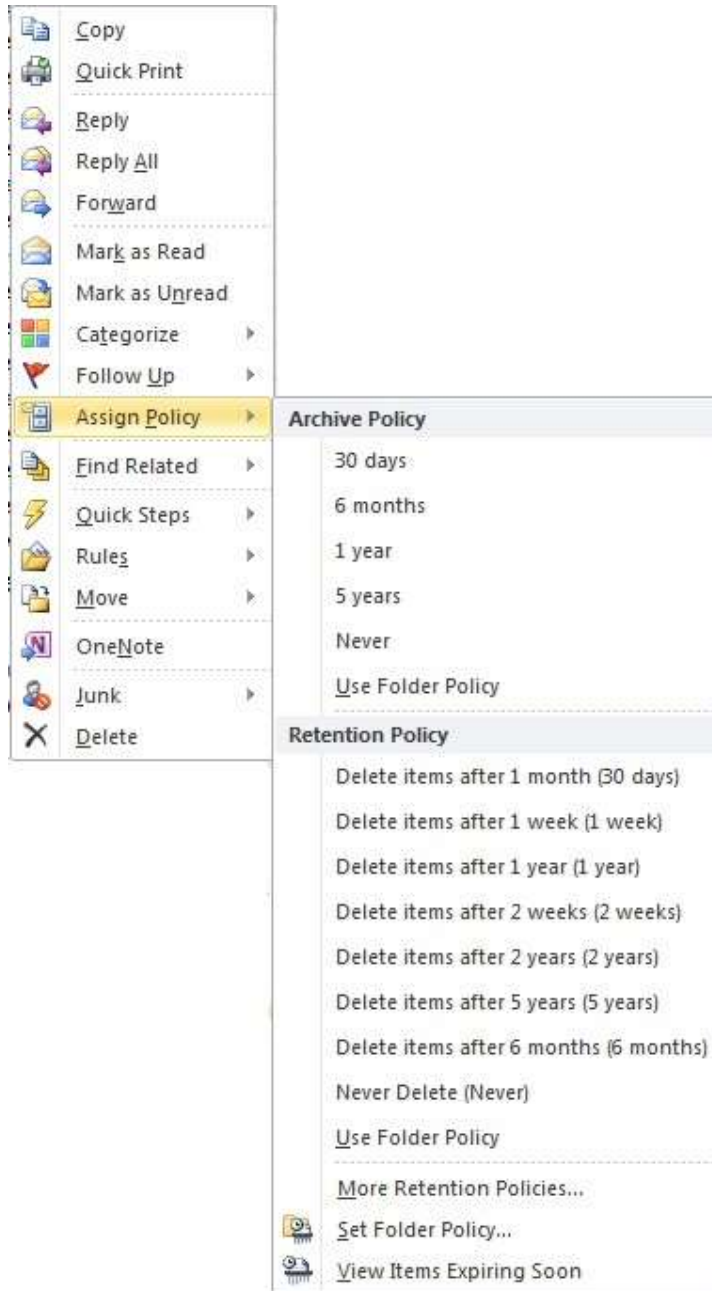 Copy
Quick Print
Reply
Reply All
Forward
Mark as Read
Mark as Unread
Categorize
Follow Up
Assign Policy
Find Related
Quick Steps
Rules
Move
OneNote
Junk
Delete
Archive Policy
30 days
6 months
1 year
5 years
Never
Use Folder Policy
Retention Policy
Delete items after 1 month (30 days)
Delete items after 1 week (1 week)
Delete items after 1 year (1 year)
Delete items after 2 weeks (2 weeks)
Delete items after 2 years (2 years)
Delete items after 5 years (5 years)
Delete items after 6 months (6 months)
Never Delete (Never)
Use Folder Policy
More Retention Policies...
Set Folder Policy...
View Items Expiring Soon